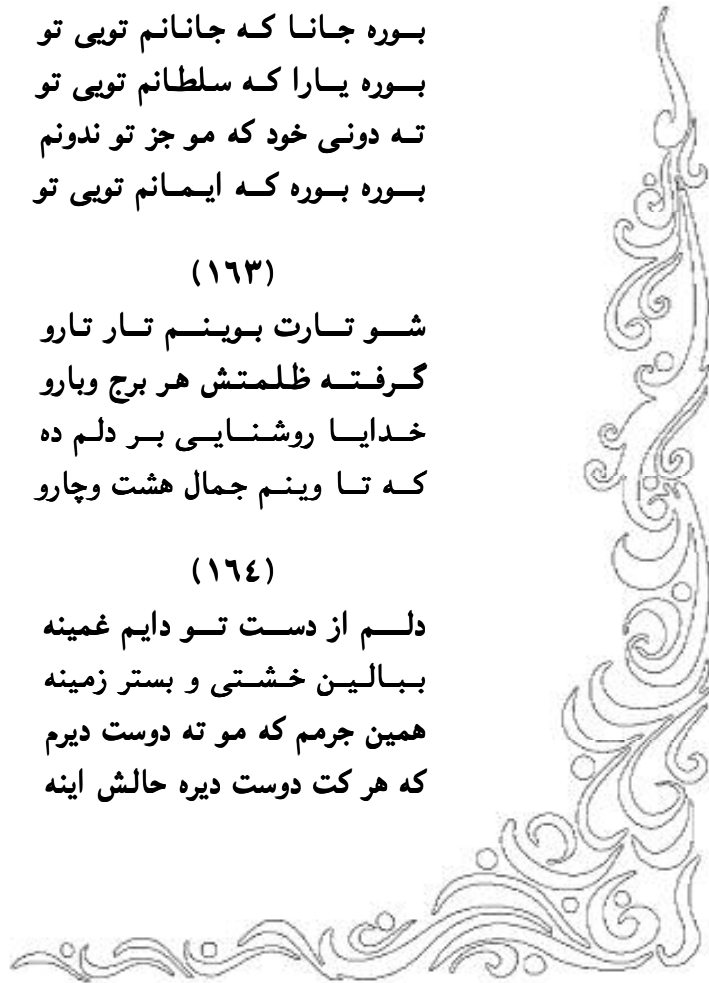 بوره جانا که جانانم تویی تو
بوره یارا که سلطانم تویی تو
ته دونی خود که مو جز تو ندونم
بوره بوره که ایمانم تویی تو
(١٦٣)
شو تارت بوینم تار تارو
گرفته ظلمتش هر برج وبارو
خدایا روشنایی بر دلم ده
که تا وینم جمال هشت وچارو
(١٦٤)
دلم از دست تو دایم غمینه
ببالین خشتی و بستر زمینه
همین جرمم که مو ته دوست دیرم
که هر کت دوست دیره حالش اینه